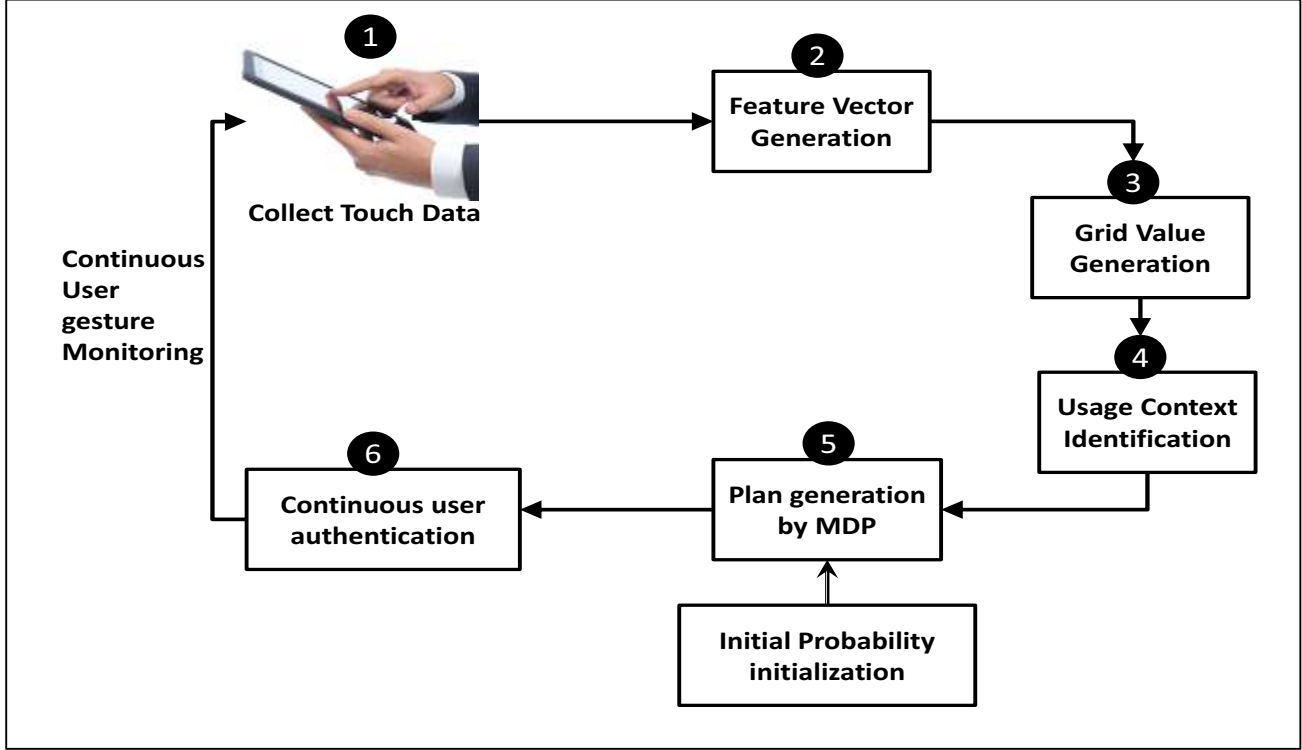 1
Collect Touch Data
2
Feature Vector
Generation
3
Grid Value
Generation
4
Usage Context
Identification
5
Plan generation
by MDP
Initial Probability
initialization
6
Continuous user
authentication
Continuous
User
gesture
Monitoring